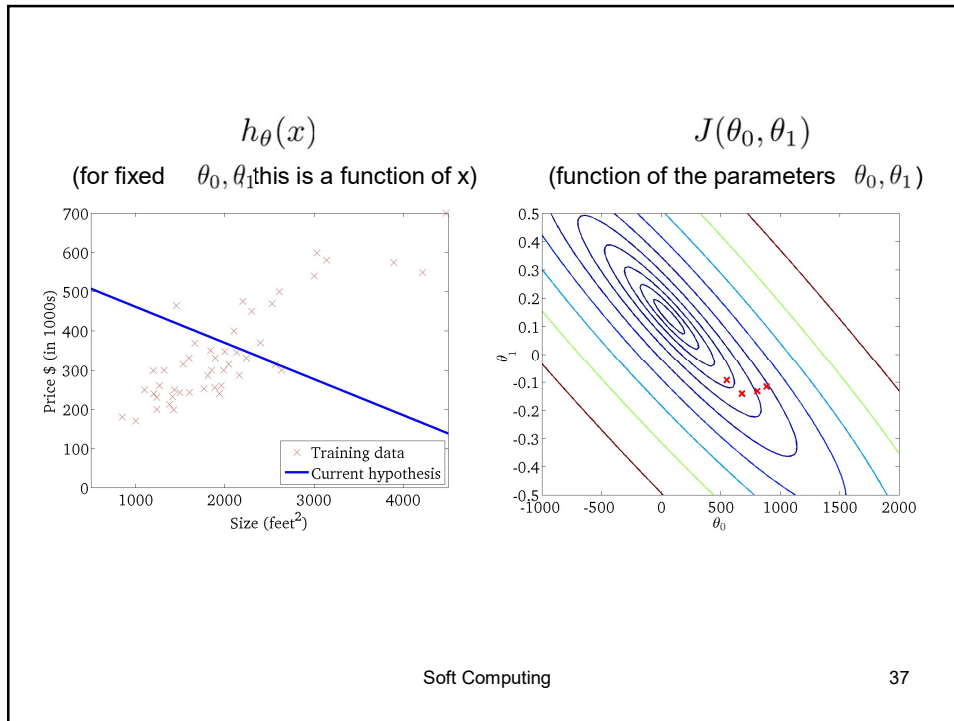 h_θ(x)
(for fixed θ₀, θ₁, this is a function of x)
700
600
500
400
300
200
100
0
Price $ (in 1000s)
1000 2000 3000 4000
Size (feet²)
Training data
Current hypothesis
J(θ₀, θ₁)
(function of the parameters θ₀, θ₁)
0.5
0.4
0.3
0.2
0.1
0
-0.1
-0.2
-0.3
-0.4
-0.5
θ₁
-1000 -500 0 500 1000 1500 2000
θ₀
Soft Computing 37